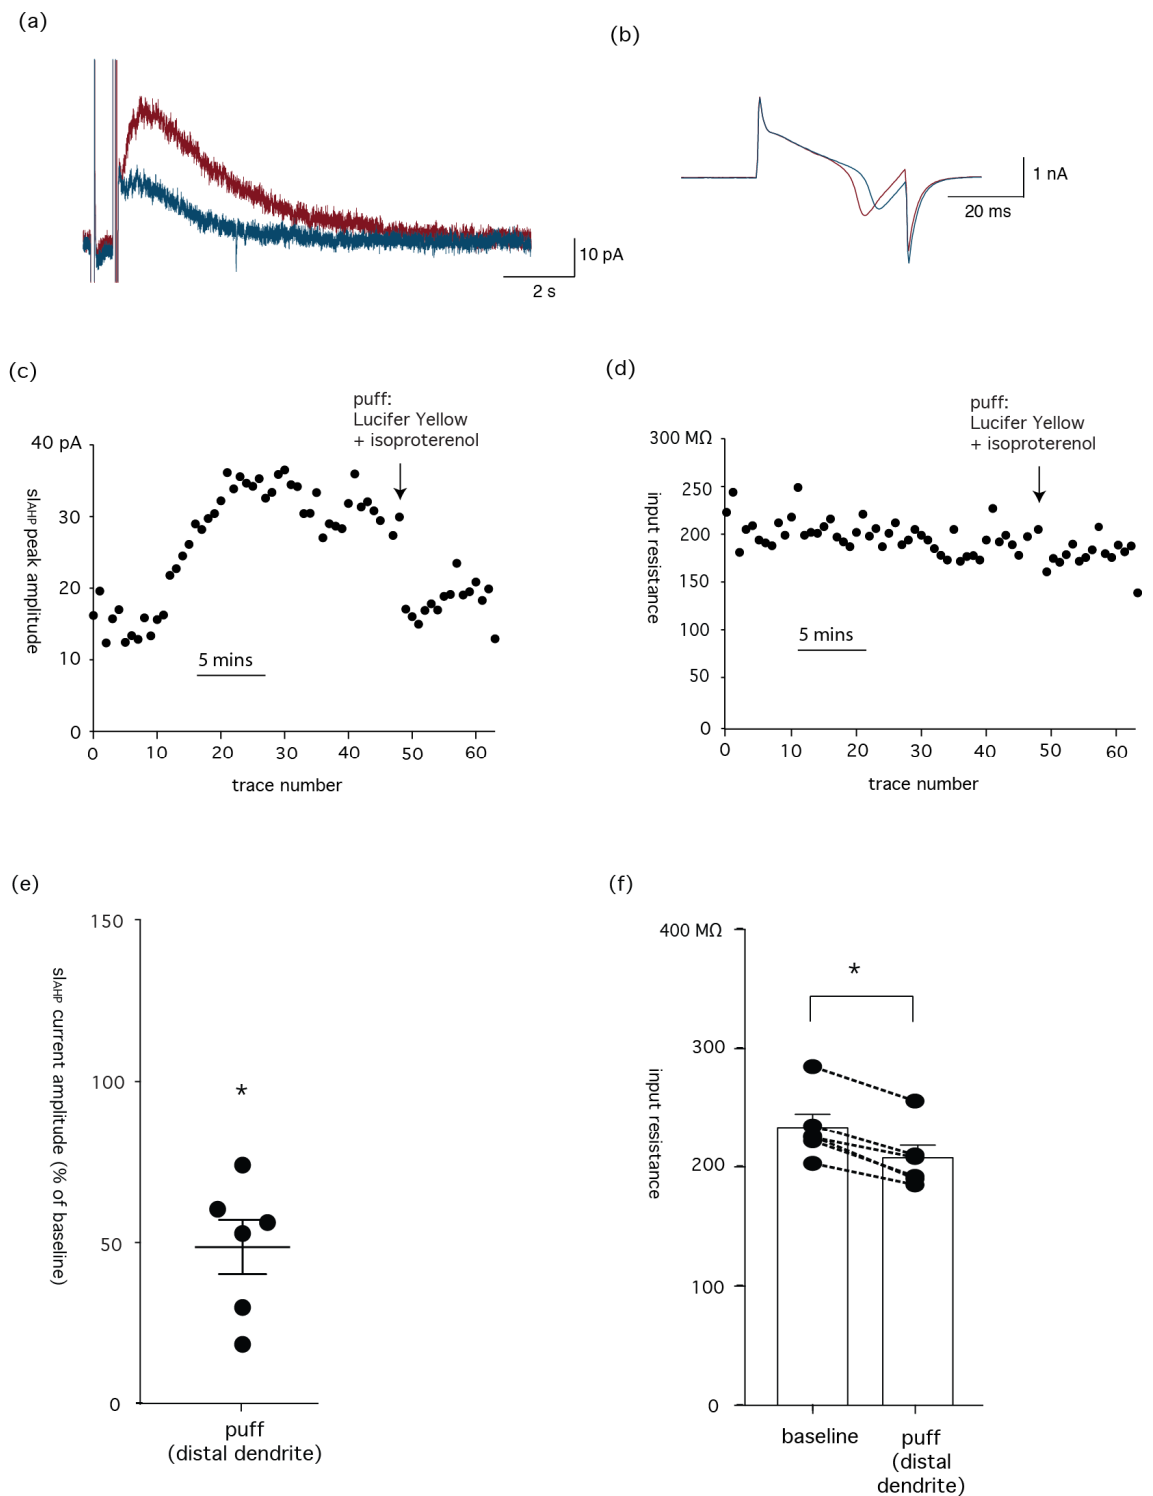 (a)
10 pA
2 s
(b)
1 nA
20 ms
(c)
puff:
Lucifer Yellow
+ isoproterenol
40 pA
30
20
10
0
sIAHP peak amplitude
5 mins
0 10 20 30 40 50 60
trace number
(d)
puff:
Lucifer Yellow
+ isoproterenol
300 MΩ
250
200
150
100
50
0
input resistance
5 mins
0 10 20 30 40 50 60
trace number
(e)
150
100
50
0
sIAHP current amplitude (% of baseline)
*
puff
(distal dendrite)
(f)
400 MΩ
300
200
100
0
input resistance
*
baseline
puff
(distal
dendrite)